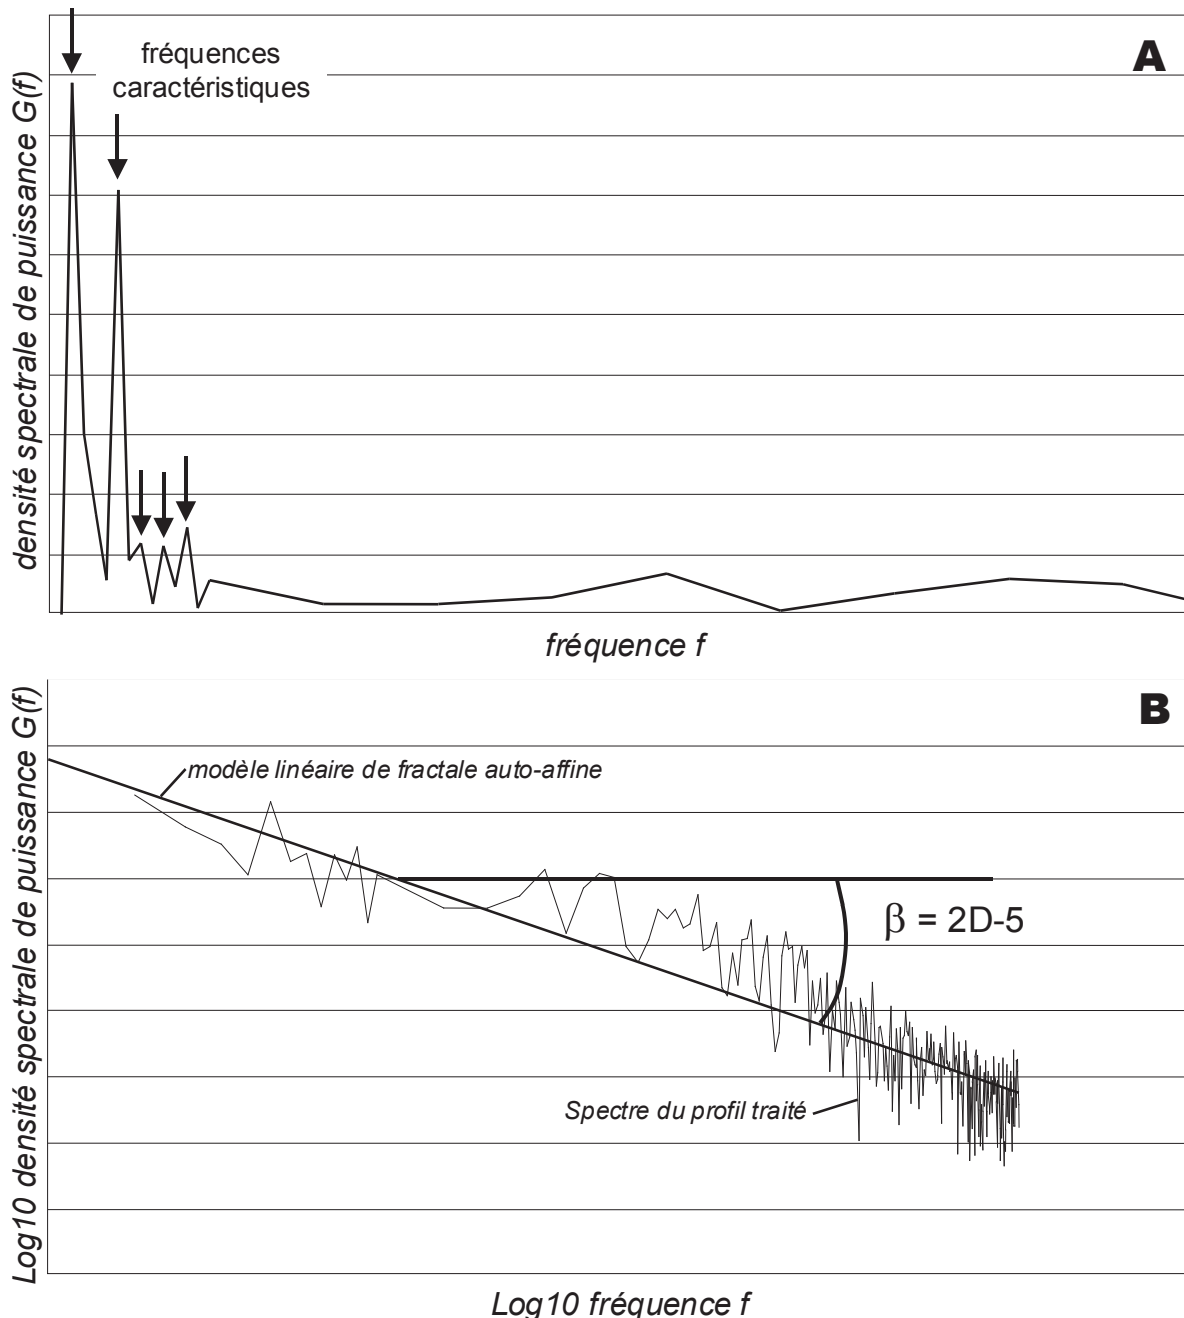 A
fréquences
caractéristiques
densité spectrale de puissance G(f)
fréquence f
B
modèle linéaire de fractale auto-affine
β = 2D-5
Spectre du profil traité
Log10 densité spectrale de puissance G(f)
Log10 fréquence f